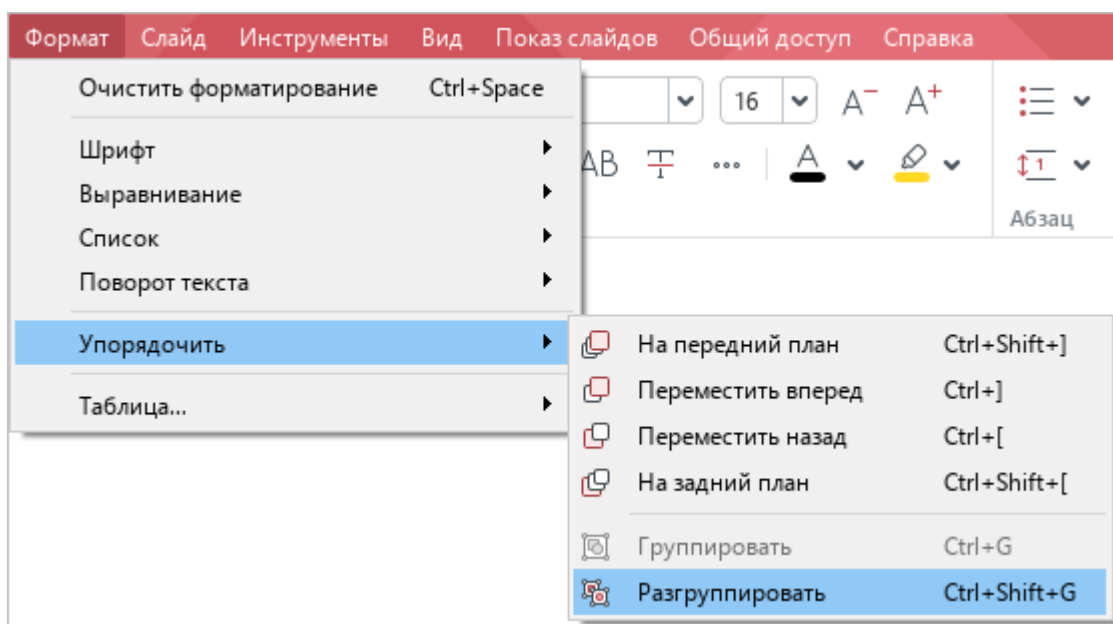 Формат Слайд Инструменты Вид Показ слайдов Общий доступ Справка
Очистить форматирование Ctrl+Space
16 A⁻ A⁺
Шрифт
AB
Выравнивание
1
Список
Абзац
Поворот текста
Упорядочить
Таблица...
На передний план Ctrl+Shift+]
Переместить вперед Ctrl+]
Переместить назад Ctrl+[
На задний план Ctrl+Shift+[
Группировать Ctrl+G
Разгруппировать Ctrl+Shift+G